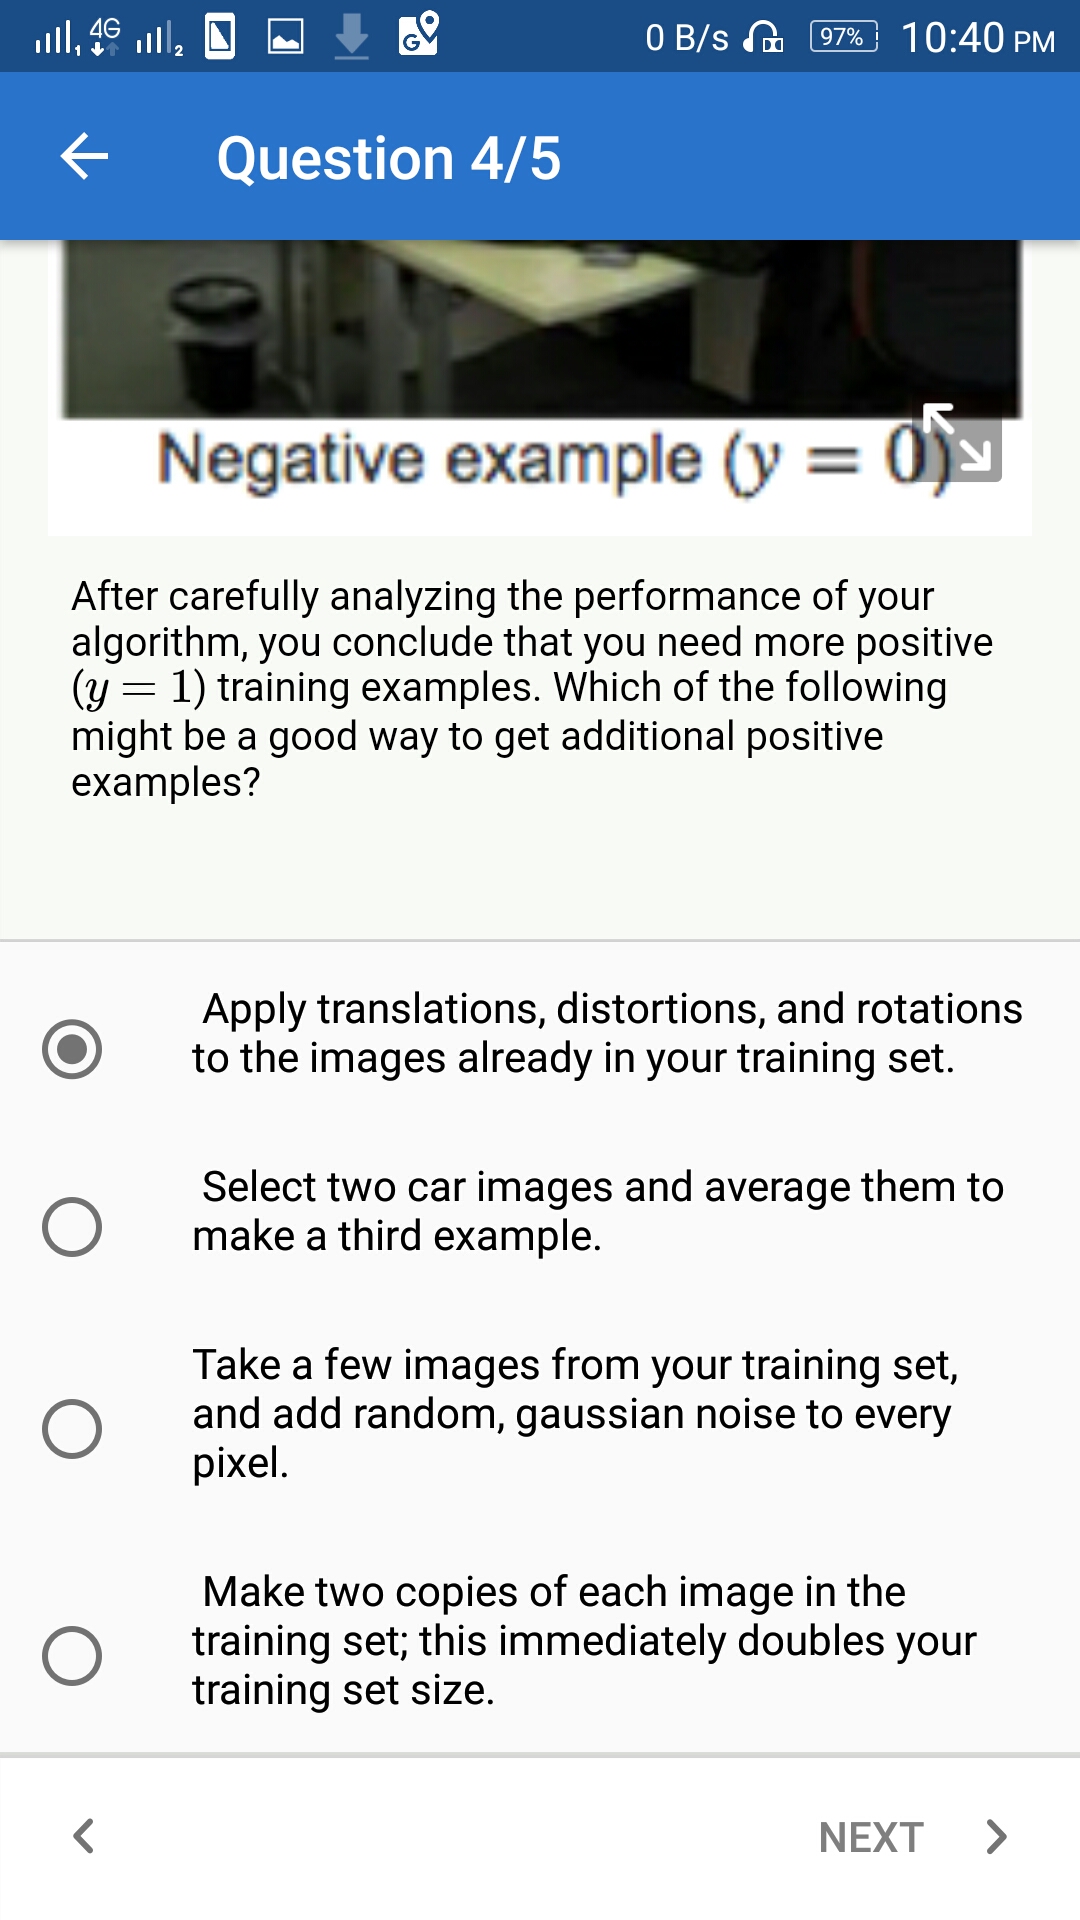 4G 1 2 0 B/s 97% 10:40 PM
Question 4/5
Negative example (y = 0)
After carefully analyzing the performance of your
algorithm, you conclude that you need more positive
(y = 1) training examples. Which of the following
might be a good way to get additional positive
examples?
Apply translations, distortions, and rotations
to the images already in your training set.
Select two car images and average them to
make a third example.
Take a few images from your training set,
and add random, gaussian noise to every
pixel.
Make two copies of each image in the
training set; this immediately doubles your
training set size.
NEXT